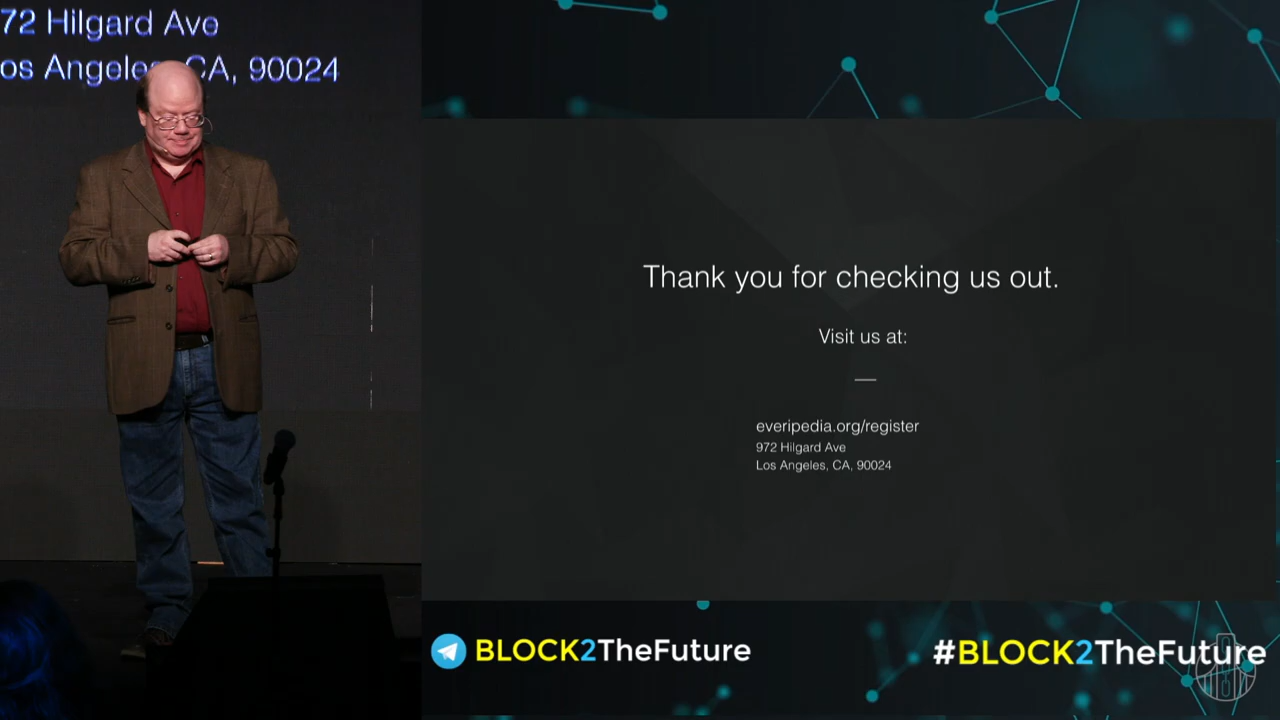 72 Hilgard Ave
os Angeles, CA, 90024
Thank you for checking us out.
Visit us at:
everipedia.org/register
972 Hilgard Ave
Los Angeles, CA, 90024
BLOCK2TheFuture
#BLOCK2TheFuture